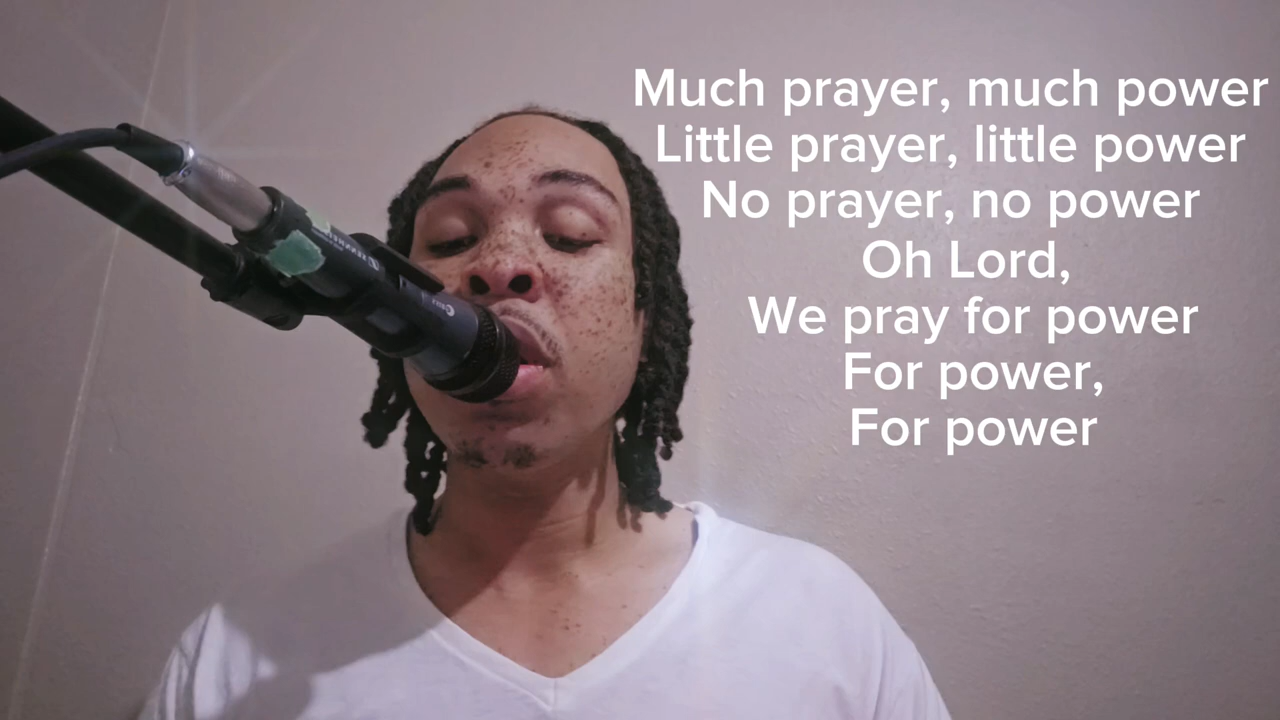 Much prayer, much power
Little prayer, little power
No prayer, no power
Oh Lord,
We pray for power
For power,
For power